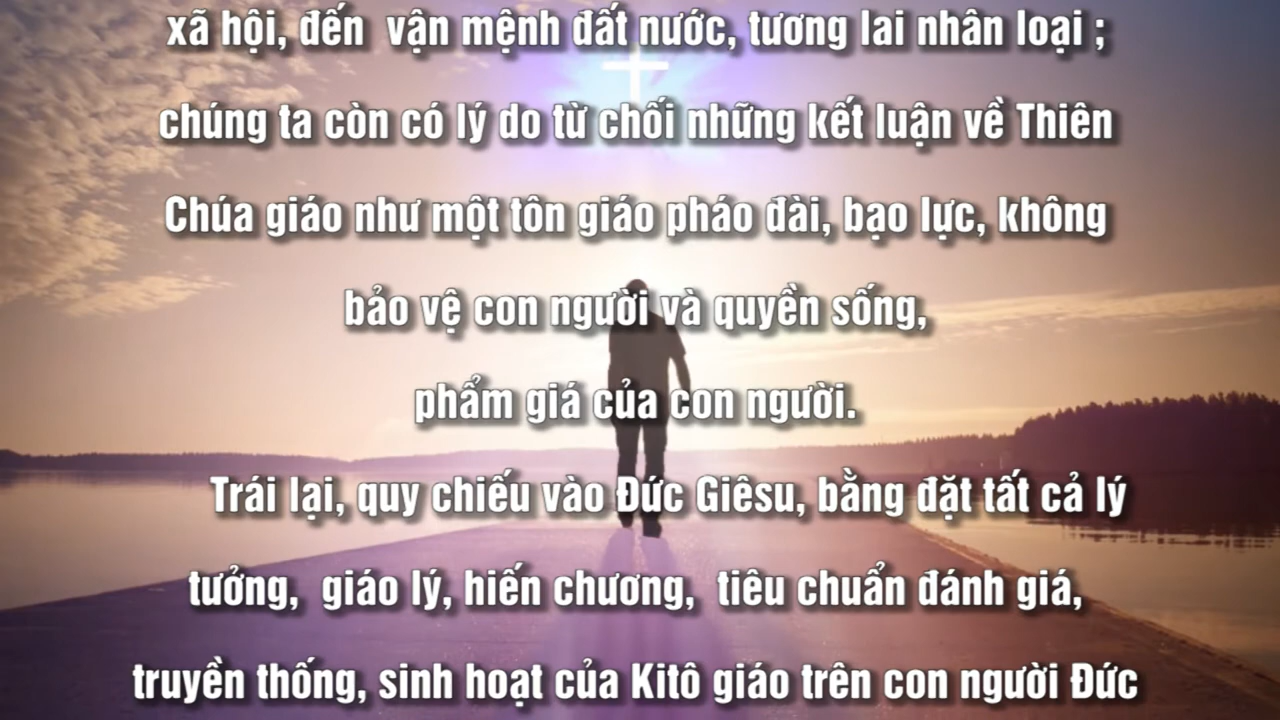 xã hội, đến  vận mệnh đất nước, tương lai nhân loại ;
chúng ta còn có lý do từ chối những kết luận về Thiên
Chúa giáo như một tôn giáo pháo đài, bạo lực, không
bảo vệ con người và quyền sống,
phẩm giá của con người.
Trái lại, quy chiếu vào Đức Giêsu, bằng đặt tất cả lý
tưởng,  giáo lý, hiến chương,  tiêu chuẩn đánh giá,
truyền thống, sinh hoạt của Kitô giáo trên con người Đức